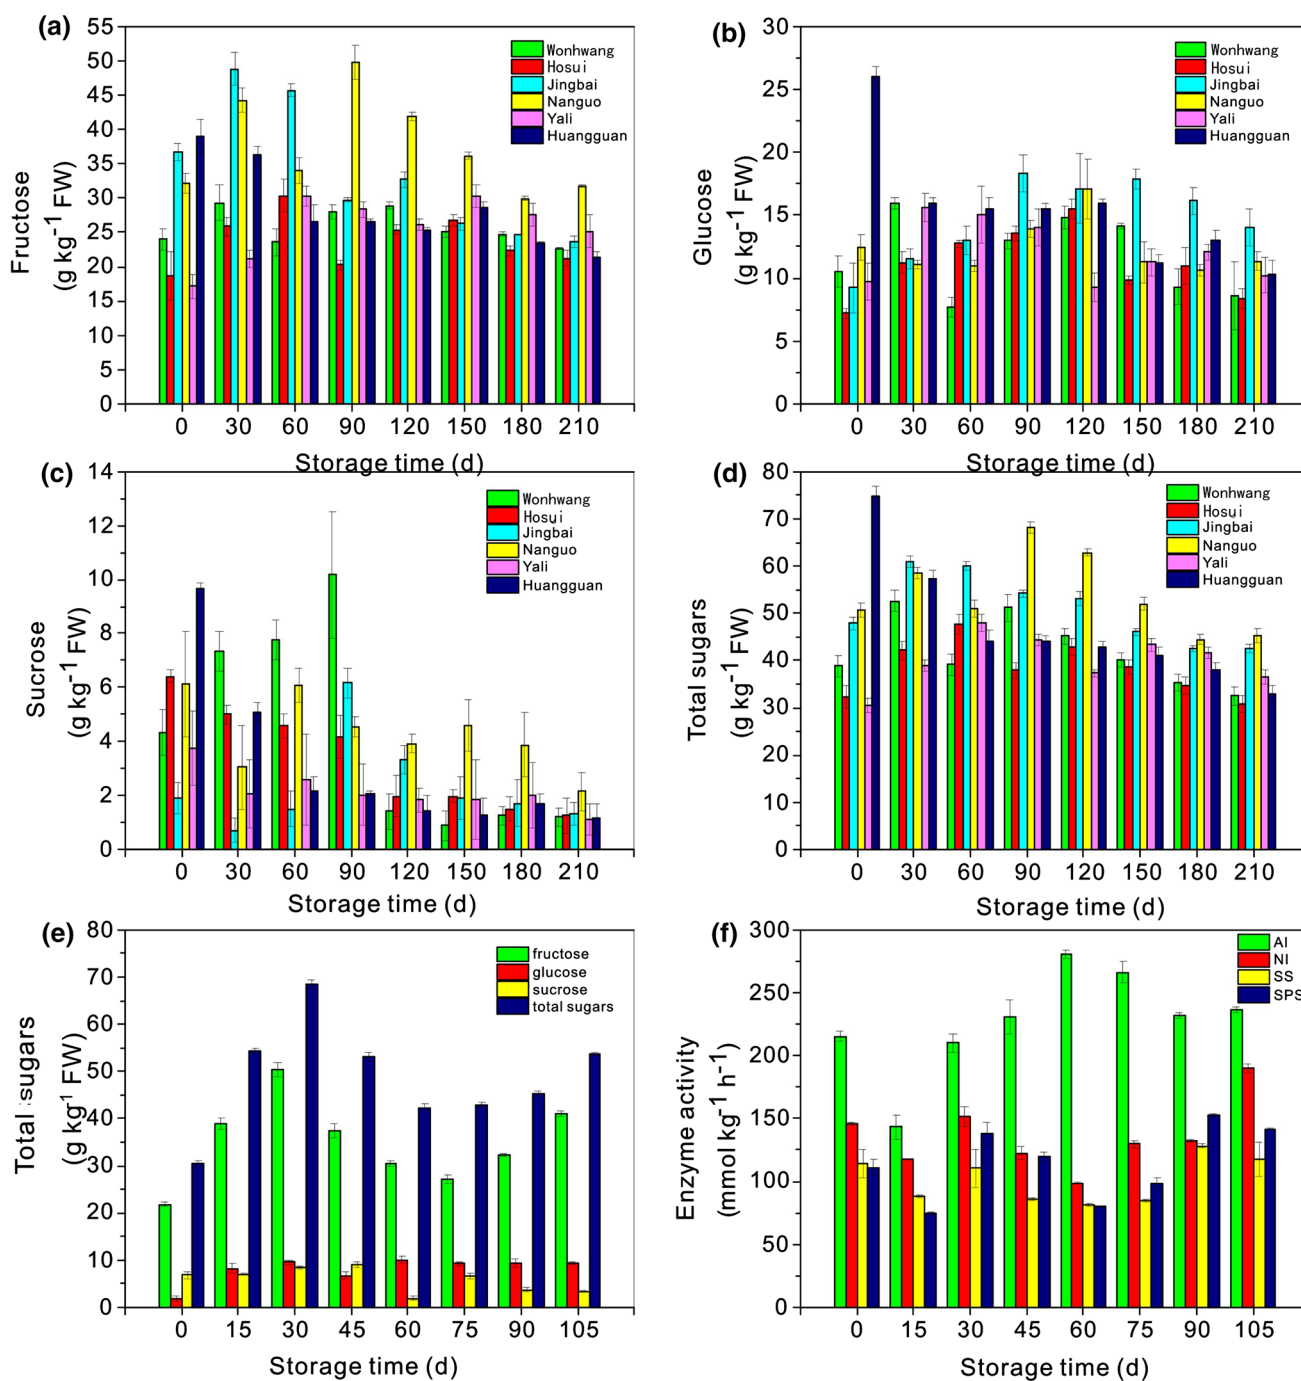 (a)
55
50
45
40
35
30
25
20
15
10
5
0
Fructose
(g kg⁻¹ FW)
Wonhwang
Hosui
Jingbai
Nanguo
Yali
Huangguan
0 30 60 90 120 150 180 210
Storage time (d)
(b)
30
25
20
15
10
5
0
Glucose
(g kg⁻¹ FW)
Wonhwang
Hosui
Jingbai
Nanguo
Yali
Huangguan
0 30 60 90 120 150 180 210
Storage time (d)
(c)
14
12
10
8
6
4
2
0
Sucrose
(g kg⁻¹ FW)
Wonhwang
Hosui
Jingbai
Nanguo
Yali
Huangguan
0 30 60 90 120 150 180 210
Storage time (d)
(d)
80
70
60
50
40
30
20
10
0
Total sugars
(g kg⁻¹ FW)
Wonhwang
Hosui
Jingbai
Nanguo
Yali
Huangguan
0 30 60 90 120 150 180 210
Storage time (d)
(e)
80
70
60
50
40
30
20
10
0
Total sugars
(g kg⁻¹ FW)
fructose
glucose
sucrose
total sugars
0 15 30 45 60 75 90 105
Storage time (d)
(f)
300
250
200
150
100
50
0
Enzyme activity
(mmol kg⁻¹ h⁻¹)
AI
NI
SS
SPS
0 15 30 45 60 75 90 105
Storage time (d)